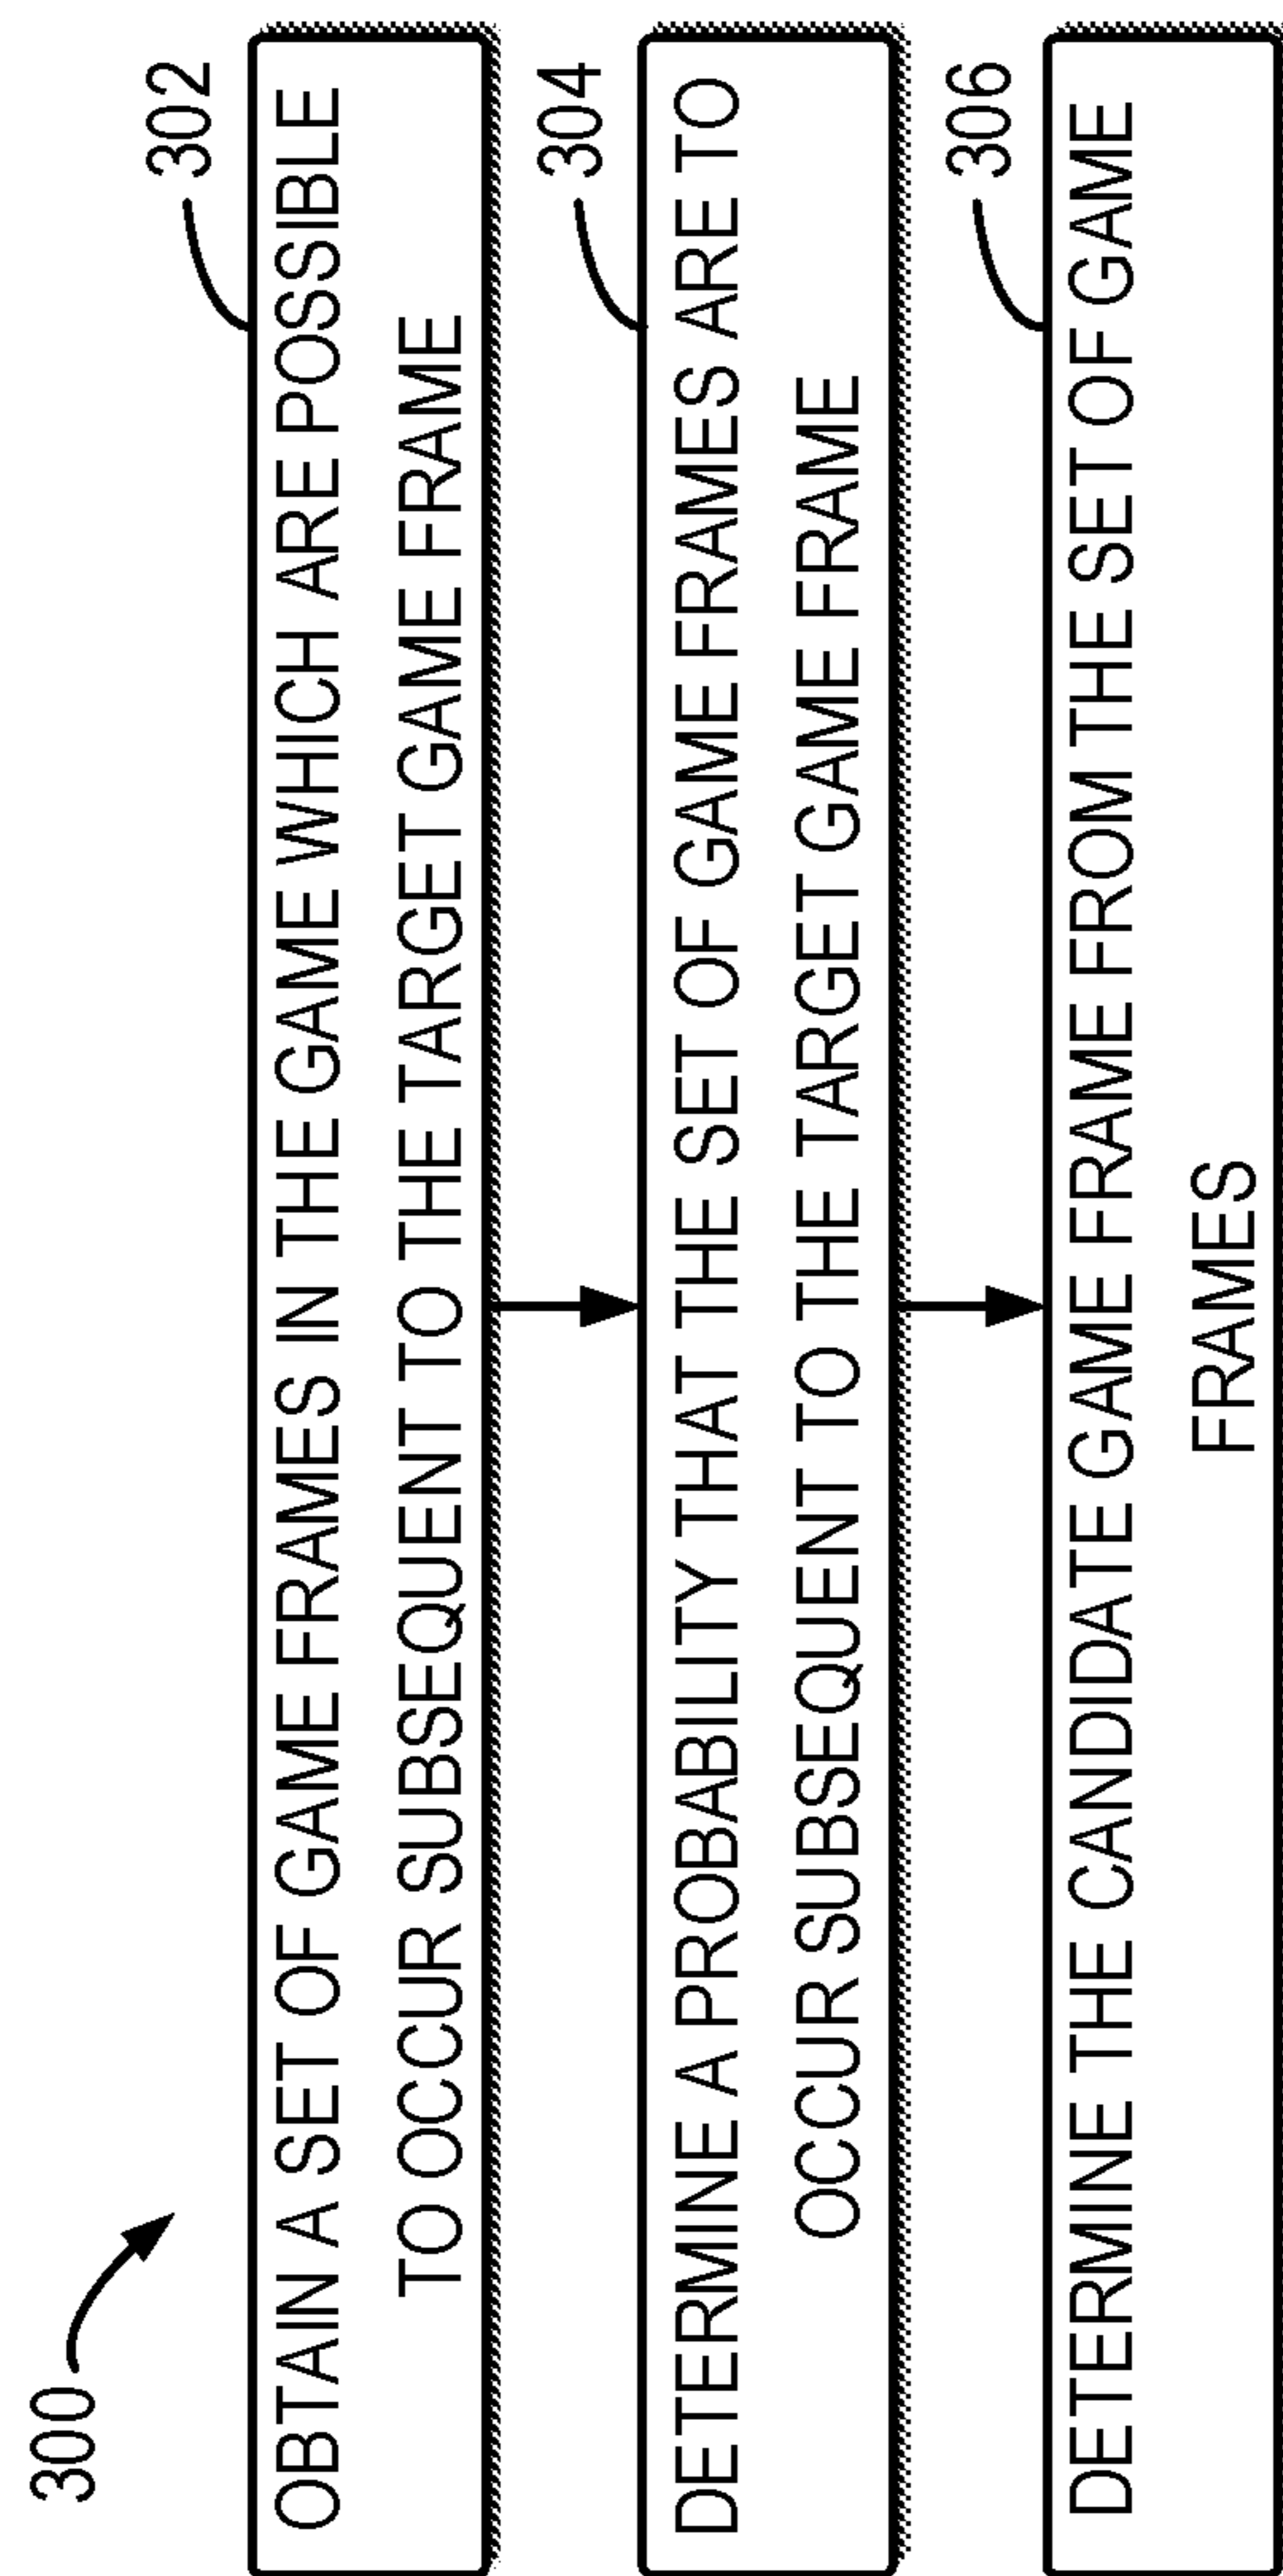 300
302
OBTAIN A SET OF GAME FRAMES IN THE GAME WHICH ARE POSSIBLE
TO OCCUR SUBSEQUENT TO THE TARGET GAME FRAME
304
DETERMINE A PROBABILITY THAT THE SET OF GAME FRAMES ARE TO
OCCUR SUBSEQUENT TO THE TARGET GAME FRAME
306
DETERMINE THE CANDIDATE GAME FRAME FROM THE SET OF GAME
FRAMES